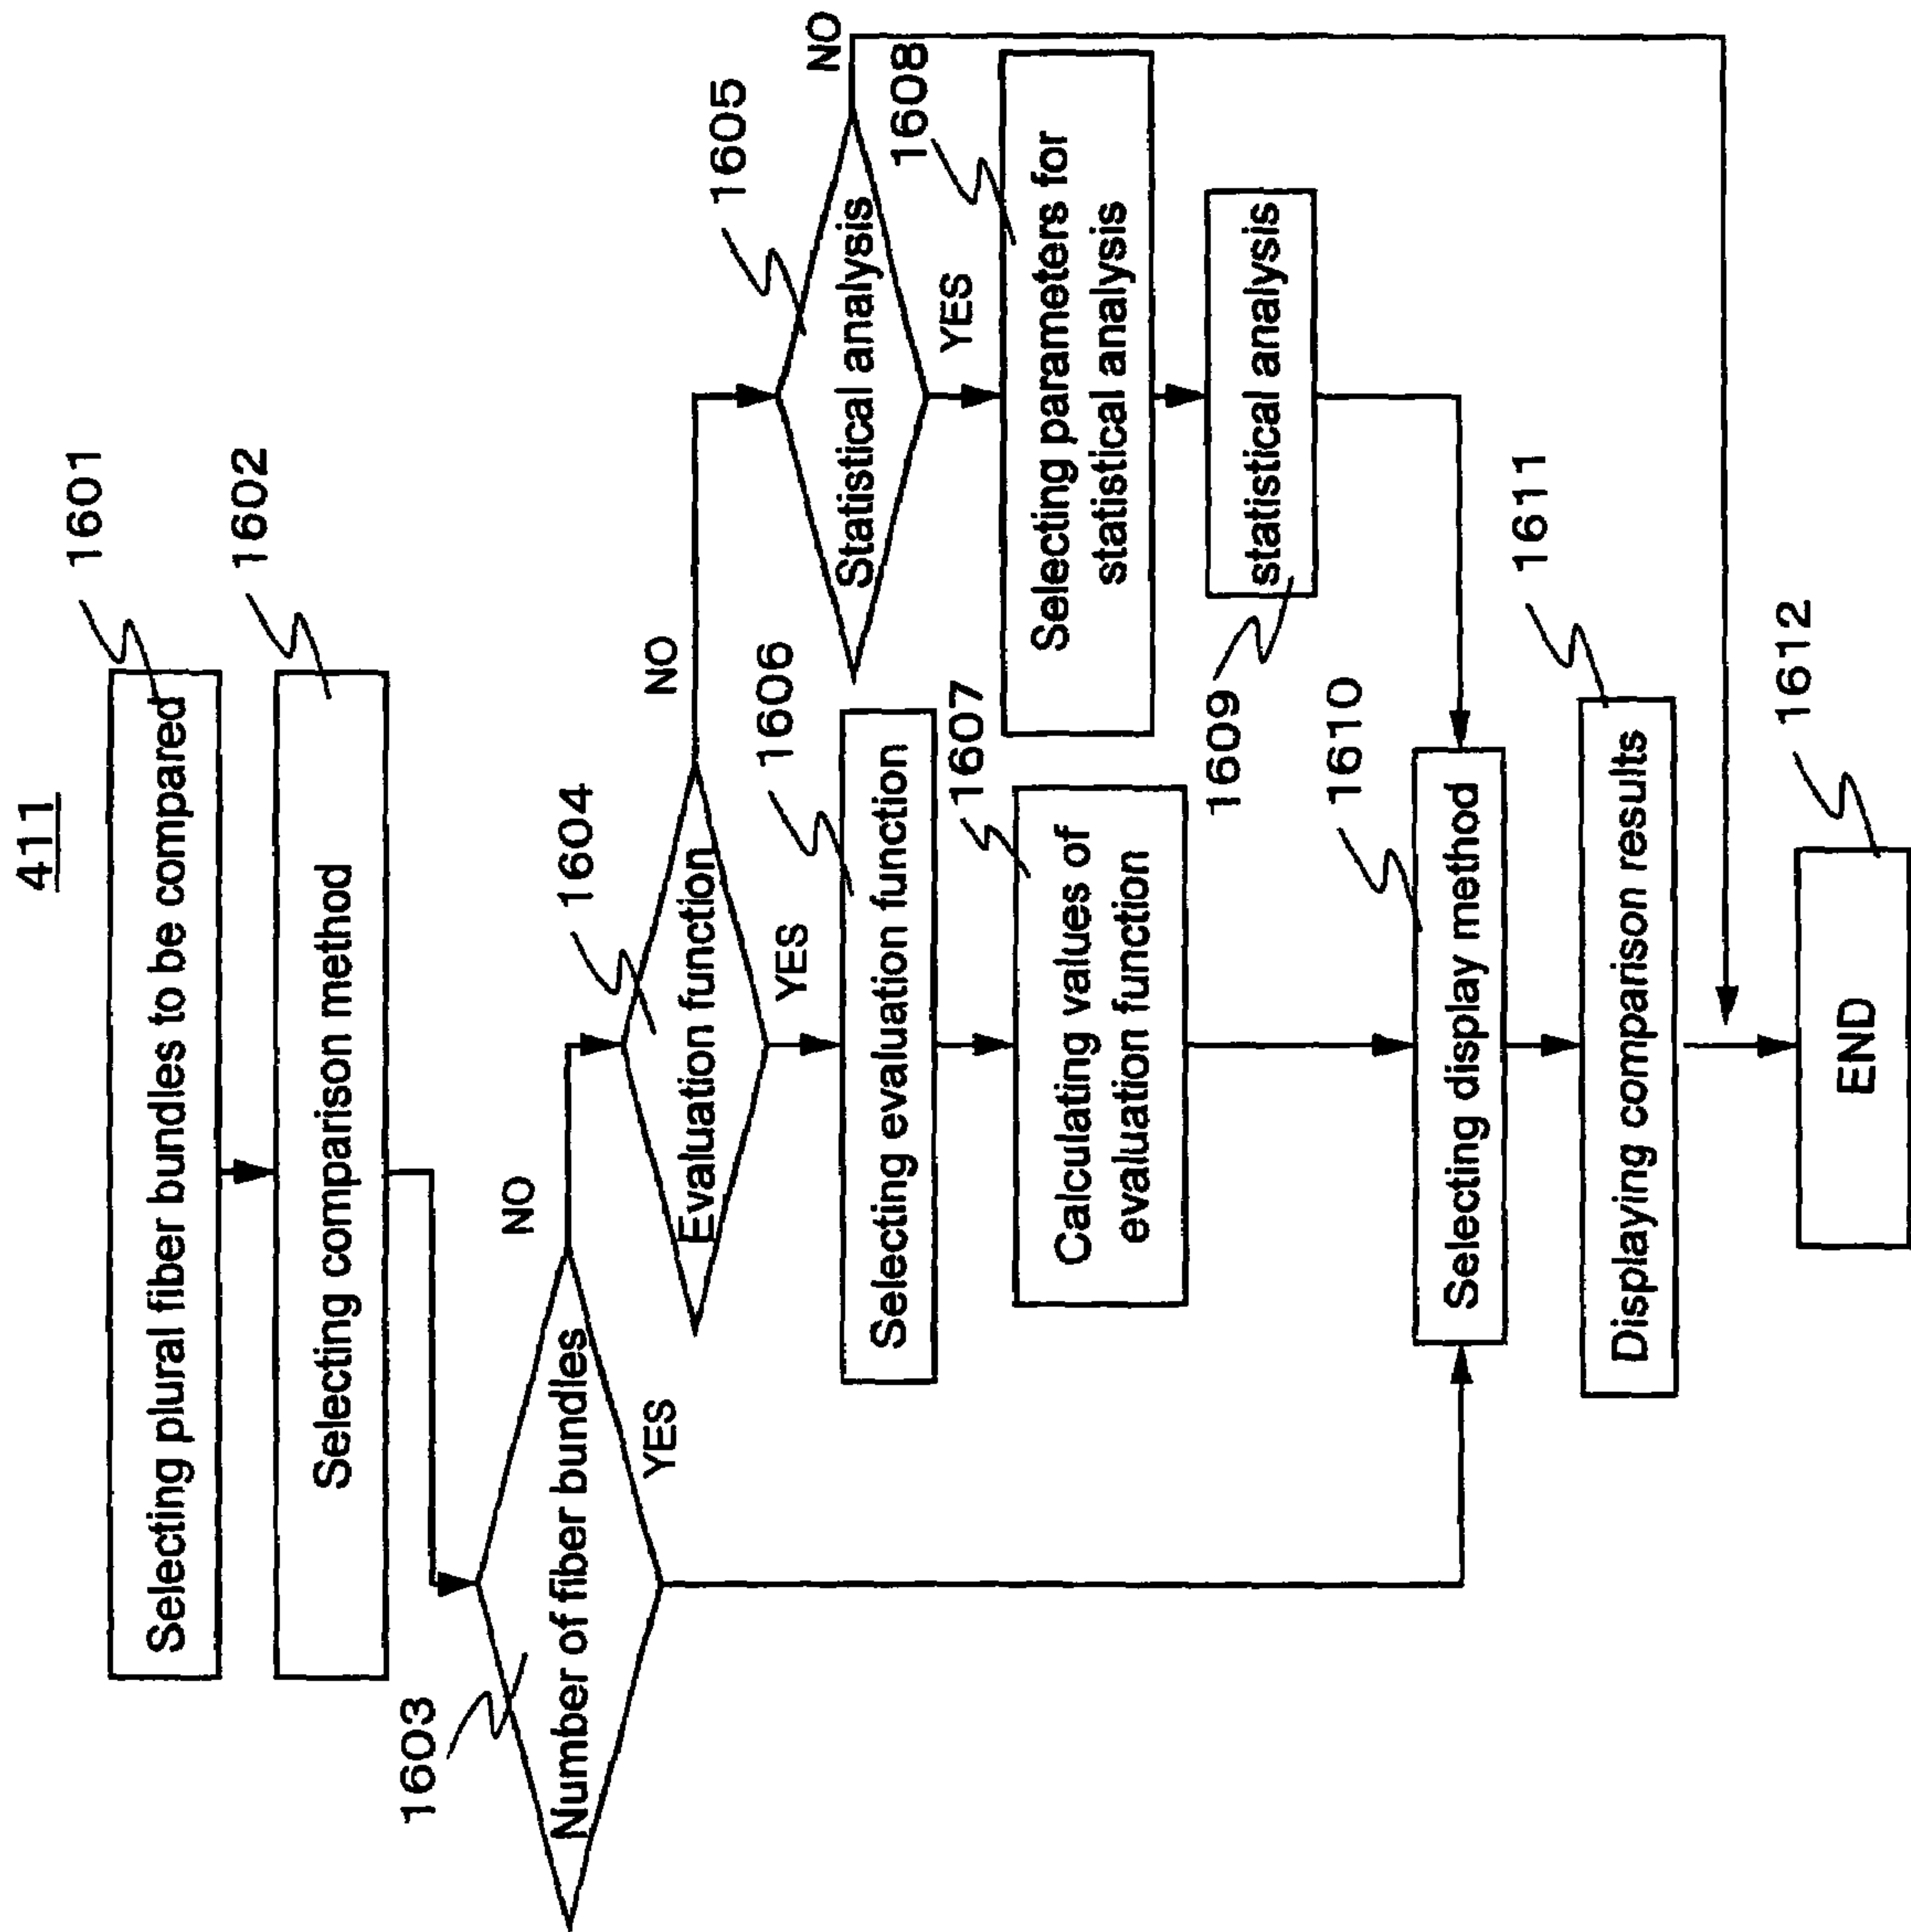 411
Selecting plural fiber bundles to be compared
1601
Selecting comparison method
1602
1603
Number of fiber bundles
NO
YES
1604
Evaluation function
NO
YES
1605
Statistical analysis
NO
YES
1606
Selecting evaluation function
1607
Calculating values of
evaluation function
1608
Selecting parameters for
statistical analysis
1609
statistical analysis
1610
Selecting display method
1611
Displaying comparison results
1612
END